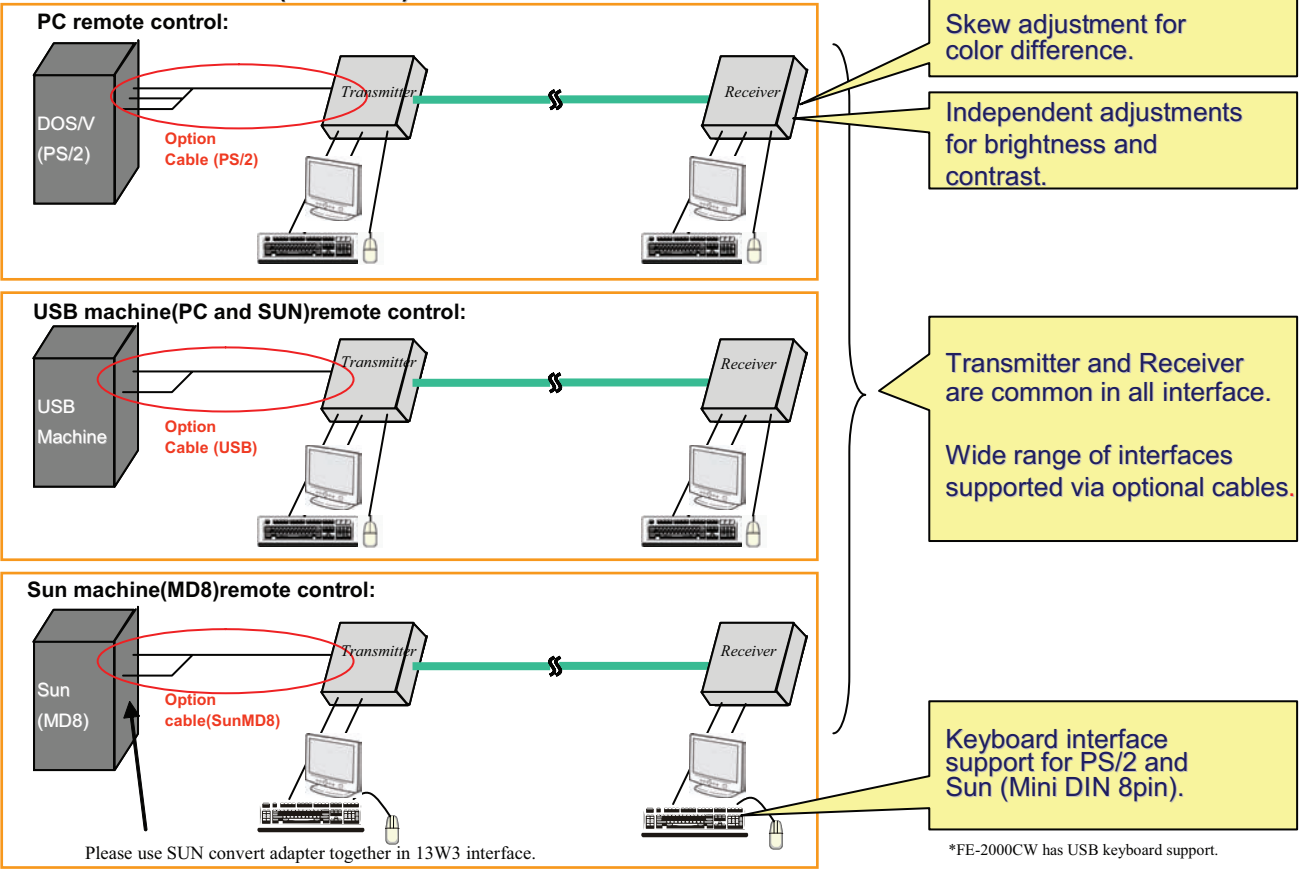 PC remote control:
DOS/V
(PS/2)
Option
Cable (PS/2)
Transmitter
Receiver
Skew adjustment for
color difference.
Independent adjustments
for brightness and
contrast.
USB machine(PC and SUN)remote control:
USB
Machine
Option
Cable (USB)
Transmitter
Receiver
Transmitter and Receiver
are common in all interface.
Wide range of interfaces
supported via optional cables.
Sun machine(MD8)remote control:
Sun
(MD8)
Option
cable(SunMD8)
Transmitter
Receiver
Keyboard interface
support for PS/2 and
Sun (Mini DIN 8pin).
Please use SUN convert adapter together in 13W3 interface.
*FE-2000CW has USB keyboard support.